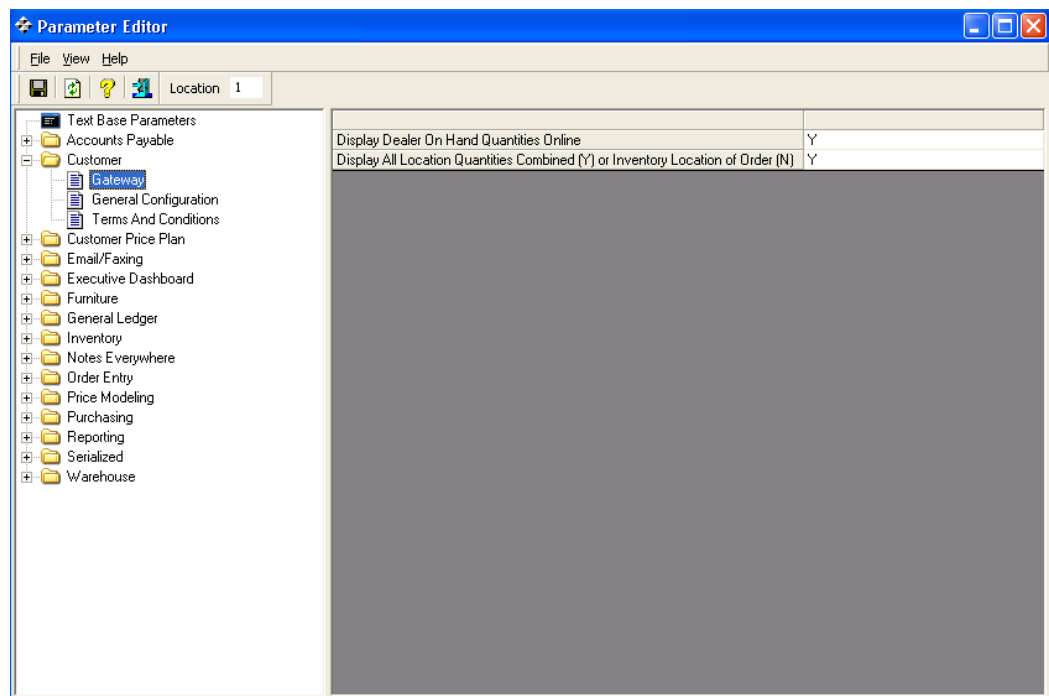 Parameter Editor
File View Help
Location 1
Text Base Parameters
Accounts Payable
Customer
Gateway
General Configuration
Terms And Conditions
Customer Price Plan
Email/Faxing
Executive Dashboard
Furniture
General Ledger
Inventory
Notes Everywhere
Order Entry
Price Modeling
Purchasing
Reporting
Serialized
Warehouse
Display Dealer On Hand Quantities Online Y
Display All Location Quantities Combined (Y) or Inventory Location of Order (N) Y